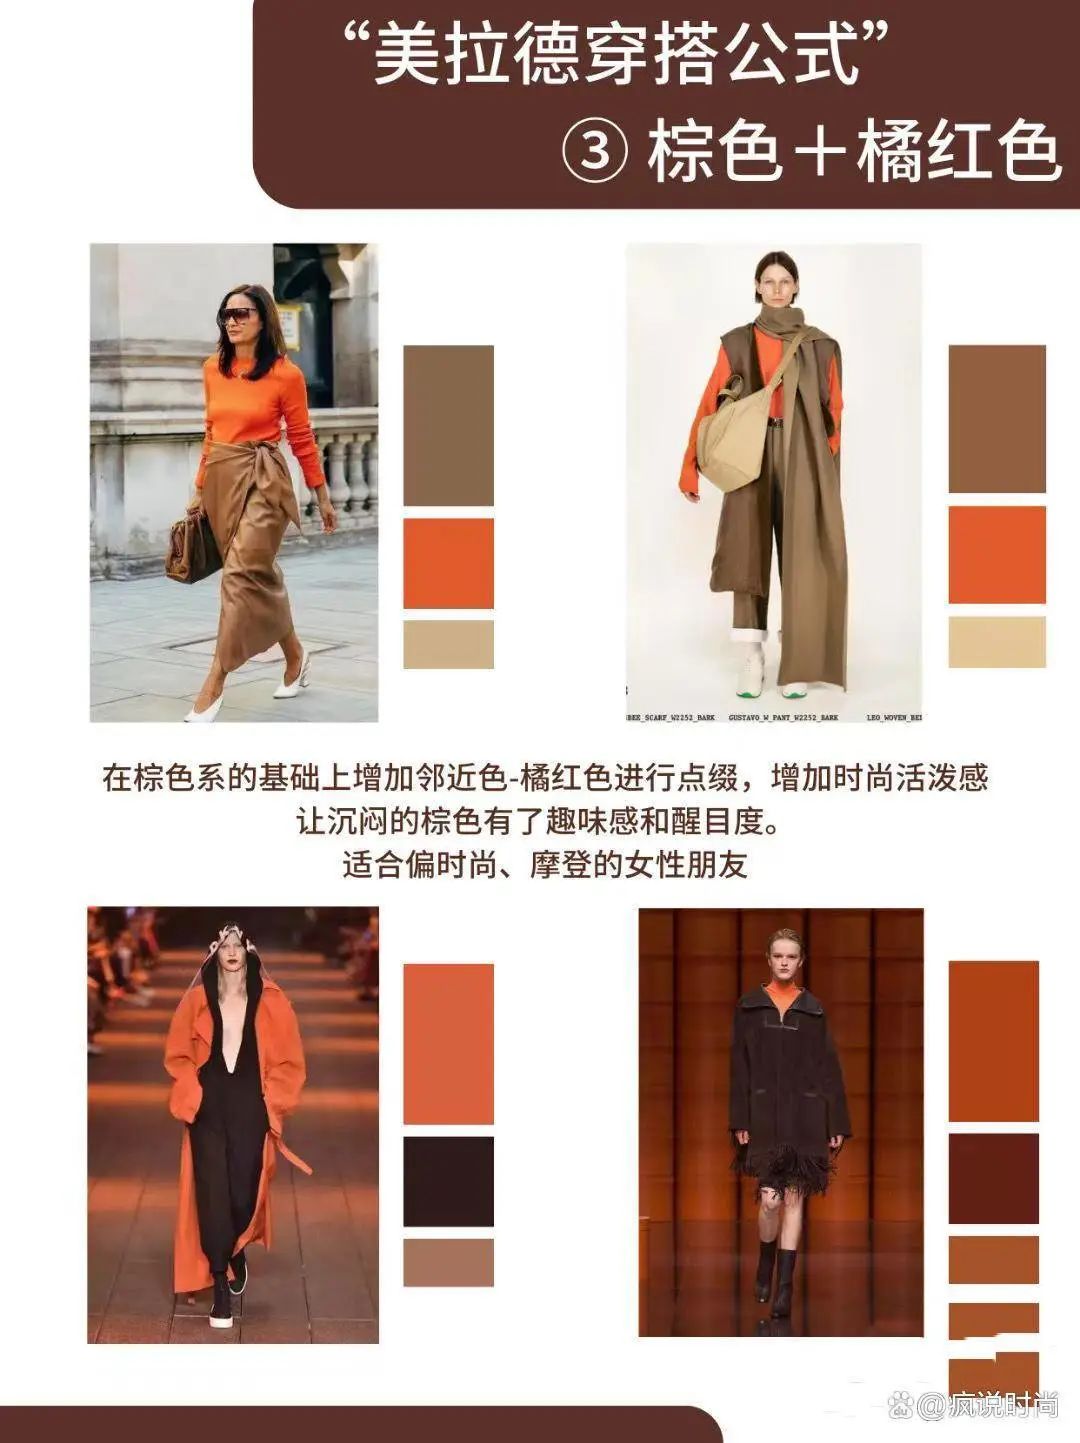 “美拉德穿搭公式”
③ 棕色＋橘红色
BEE_SCARF_W2252_BARK GUSTAVO_W_PANT_W2252_BARK LEO_WOVEN_BEL
在棕色系的基础上增加邻近色-橘红色进行点缀，增加时尚活泼感
让沉闷的棕色有了趣味感和醒目度。
适合偏时尚、摩登的女性朋友
du @疯说时尚